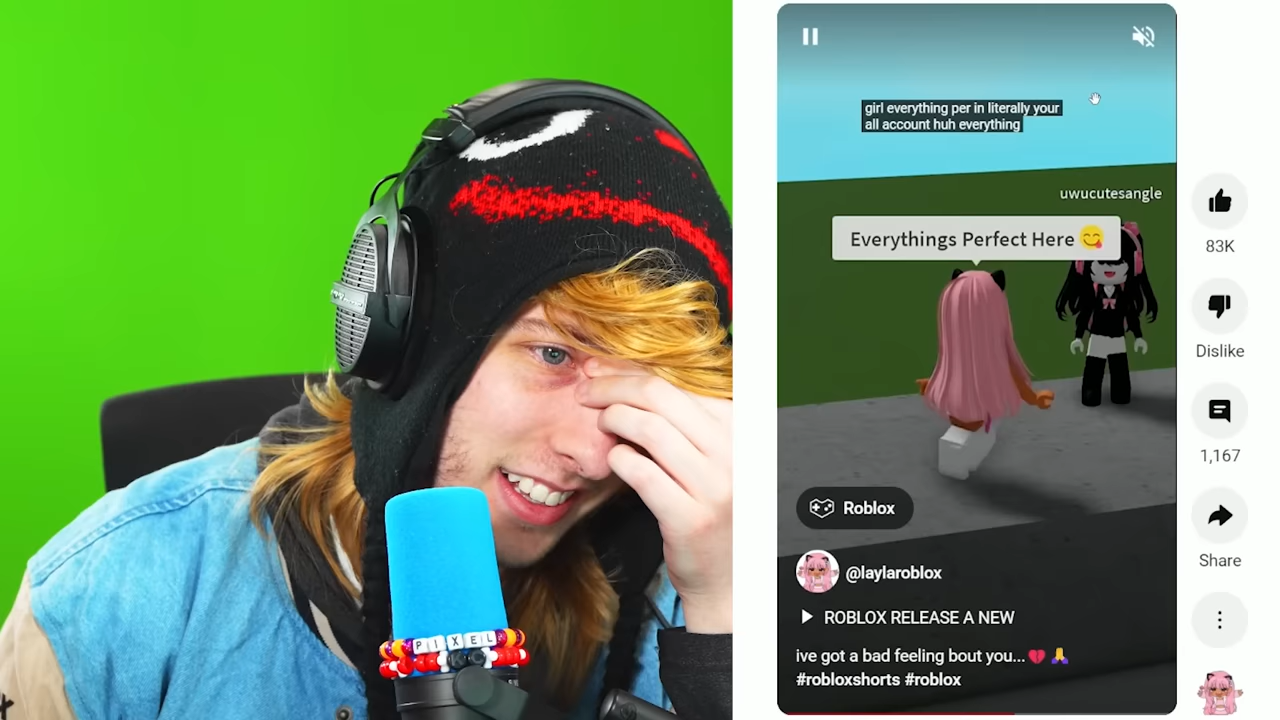 girl everything per in literally your
all account huh everything
uwucutesangle
Everythings Perfect Here 😋
83K
Dislike
1,167
Roblox
Share
@laylaroblox
ROBLOX RELEASE A NEW
ive got a bad feeling bout you...💔🙏
#robloxshorts #roblox
PIXEL